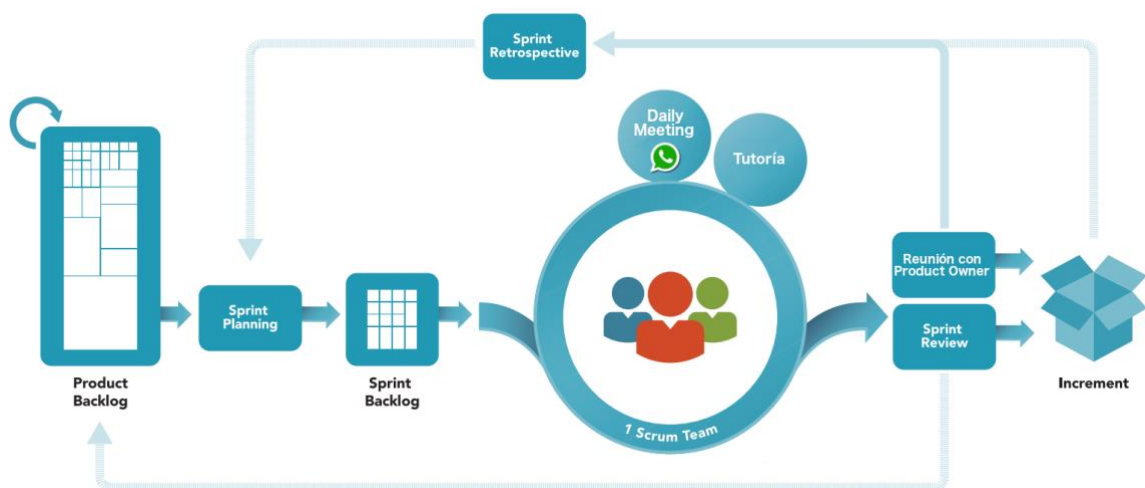 Sprint
Retrospective
Daily
Meeting
Tutoría
Reunión con
Product Owner
Sprint
Planning
Sprint
Review
Product
Backlog
Sprint
Backlog
Increment
1 Scrum Team